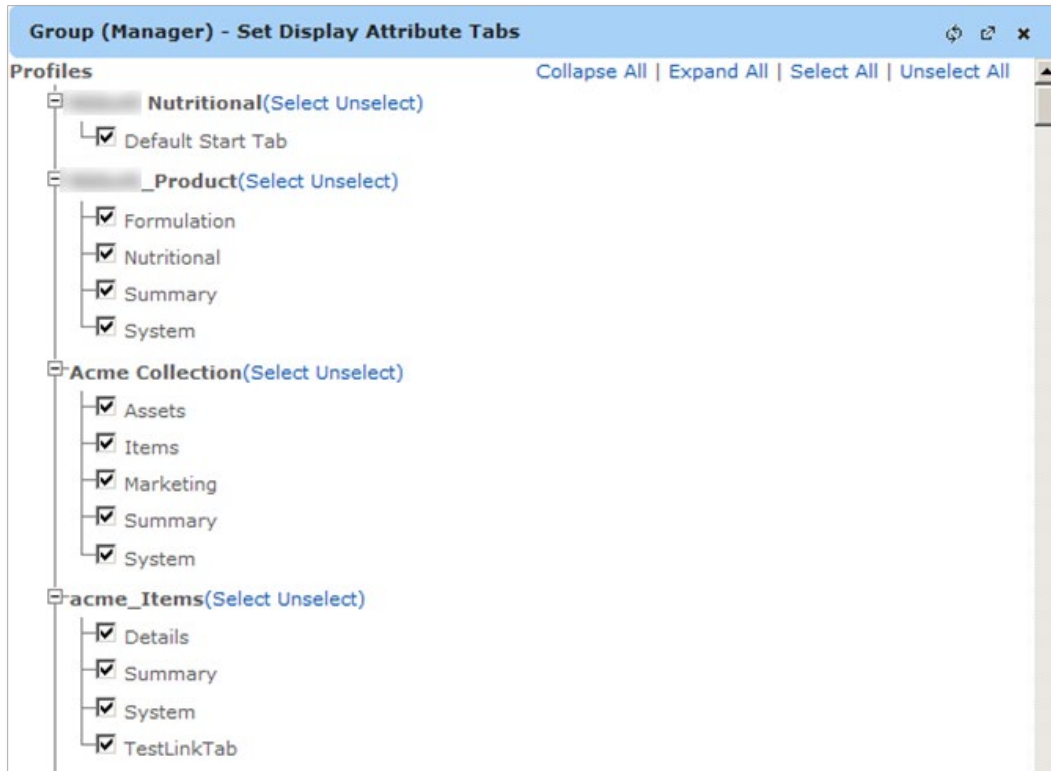 Group (Manager) - Set Display Attribute Tabs
Profiles Collapse All | Expand All | Select All | Unselect All
Nutritional(Select Unselect)
Default Start Tab
_Product(Select Unselect)
Formulation
Nutritional
Summary
System
Acme Collection(Select Unselect)
Assets
Items
Marketing
Summary
System
acme_Items(Select Unselect)
Details
Summary
System
TestLinkTab